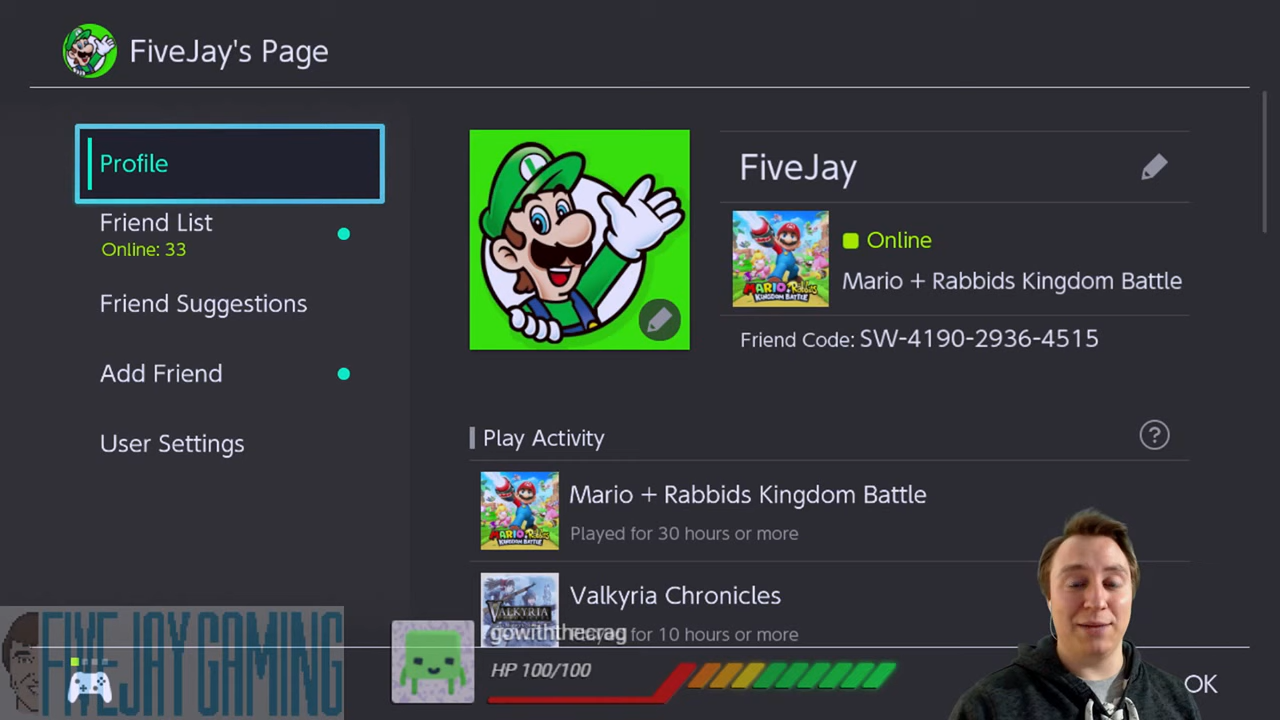 FiveJay's Page
Profile
Friend List
Online: 33
Friend Suggestions
Add Friend
User Settings
FiveJay
Online
Mario + Rabbids Kingdom Battle
Friend Code: SW-4190-2936-4515
Play Activity
?
Mario + Rabbids Kingdom Battle
Played for 30 hours or more
VALKYRIA
Valkyria Chronicles
for 10 hours or more
gowiththecrag
HP 100/100
FIVEJAY GAMING
OK